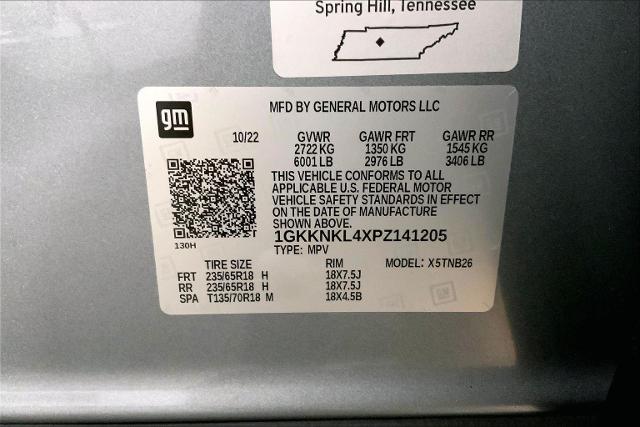 Spring Hill, Tennessee
gm
MFD BY GENERAL MOTORS LLC
10/22 GVWR GAWR FRT GAWR RR
2722 KG 1350 KG 1545 KG
6001 LB 2976 LB 3406 LB
THIS VEHICLE CONFORMS TO ALL
APPLICABLE U.S. FEDERAL MOTOR
VEHICLE SAFETY STANDARDS IN EFFECT
ON THE DATE OF MANUFACTURE
SHOWN ABOVE.
1GKKNKL4XPZ141205
130H
TYPE: MPV
TIRE SIZE RIM MODEL: X5TNB26
FRT 235/65R18 H 18X7.5J
RR 235/65R18 H 18X7.5J
SPA T135/70R18 M 18X4.5B